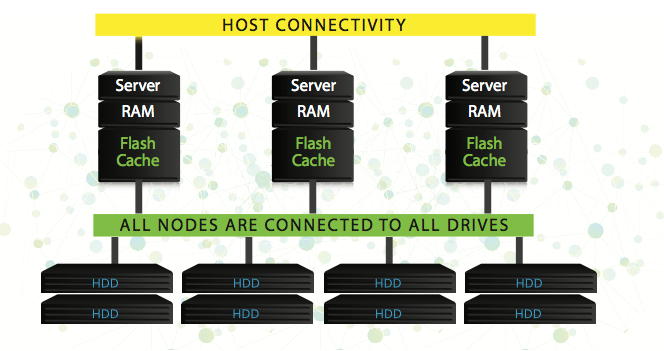 HOST CONNECTIVITY
Server
RAM
Flash
Cache
Server
RAM
Flash
Cache
Server
RAM
Flash
Cache
ALL NODES ARE CONNECTED TO ALL DRIVES
HDD
HDD
HDD
HDD
HDD
HDD
HDD
HDD